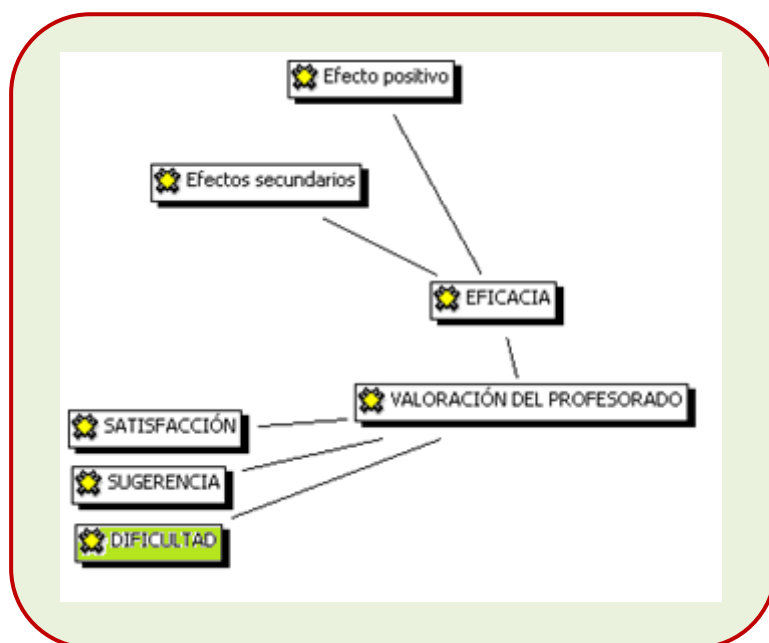 Efecto positivo
Efectos secundarios
EFICACIA
VALORACIÓN DEL PROFESORADO
SATISFACCIÓN
SUGERENCIA
DIFICULTAD